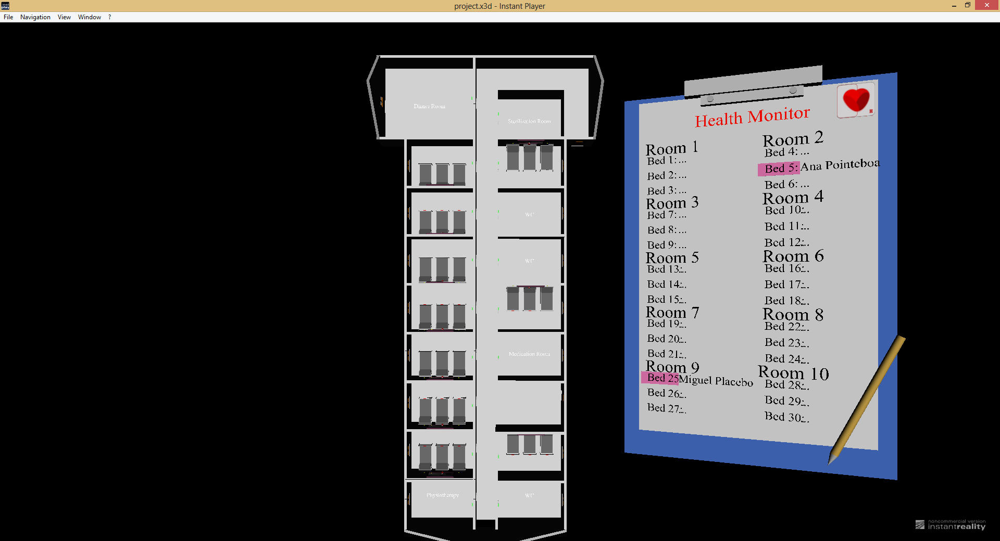 inst play
project.x3d - Instant Player
File Navigation View Window ?
Dinner Room
Sterilization Room
WC
WC
Medication Room
Physiotherapy
WC
Health Monitor
Room 1
Bed 1: ...
Bed 2: ...
Bed 3: ...
Room 3
Bed 7: ...
Bed 8: ...
Bed 9: ...
Room 5
Bed 13:..
Bed 14:..
Bed 15:..
Room 7
Bed 19:..
Bed 20:..
Bed 21:..
Room 9
Bed 25 Miguel Placebo
Bed 26:..
Bed 27:..
Room 2
Bed 4: ...
Bed 5: Ana Pointeboa
Bed 6: ...
Room 4
Bed 10:..
Bed 11:..
Bed 12:..
Room 6
Bed 16:..
Bed 17:..
Bed 18:..
Room 8
Bed 22:..
Bed 23:..
Bed 24:..
Room 10
Bed 28:..
Bed 29:..
Bed 30:..
noncommercial version
instantreality